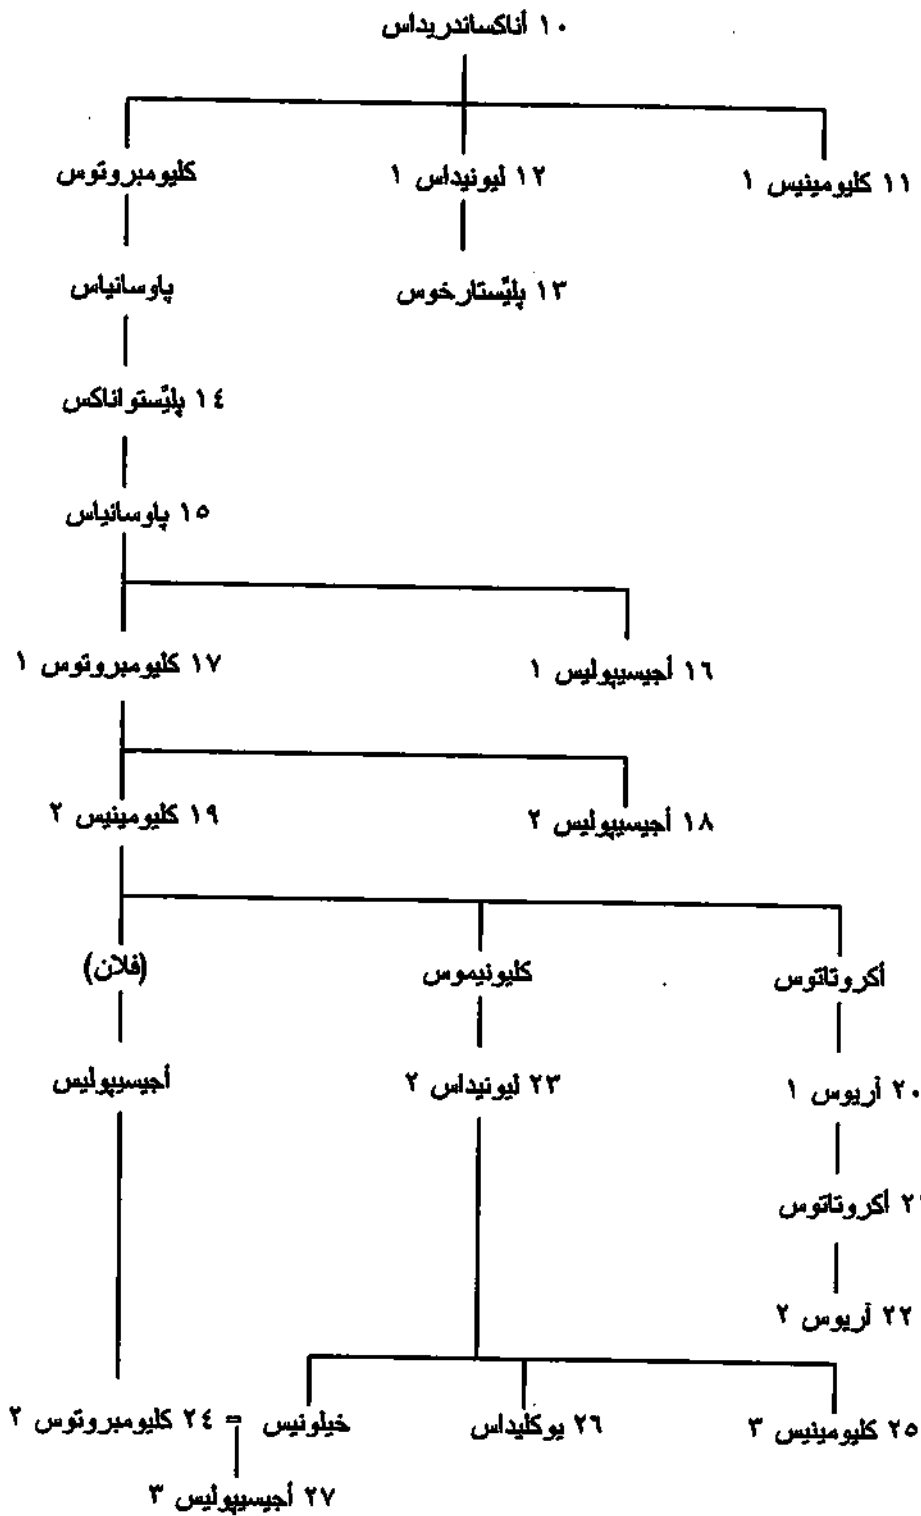 ١٠ أناكساندريداس
١١ كليومينيس ١
١٢ ليونيداس ١
كليومبروتوس
١٣ پليَّستارخوس
پاوسانياس
١٤ پليَّستواناكس
١٥ پاوسانياس
١٦ أجيسيپوليس ١
١٧ كليومبروتوس ١
١٨ أجيسيپوليس ٢
١٩ كليومينيس ٢
أكروتاتوس
كليونيموس
(فلان)
٢٠ آريوس ١
٢٣ ليونيداس ٢
أجيسيپوليس
أكروتاتوس
٢٢ آريوس ٢
٢٥ كليومينيس ٣
٢٦ يوكليداس
خيلونيس
= ٢٤ كليومبروتوس ٢
٢٧ أجيسيپوليس ٣